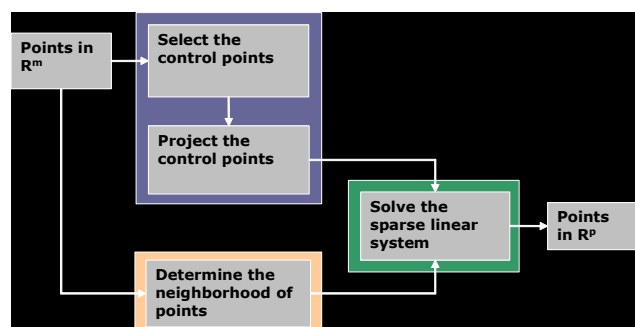 Points in
Rᵐ
Select the
control points
Project the
control points
Solve the
sparse linear
system
Points
in Rᵖ
Determine the
neighborhood of
points